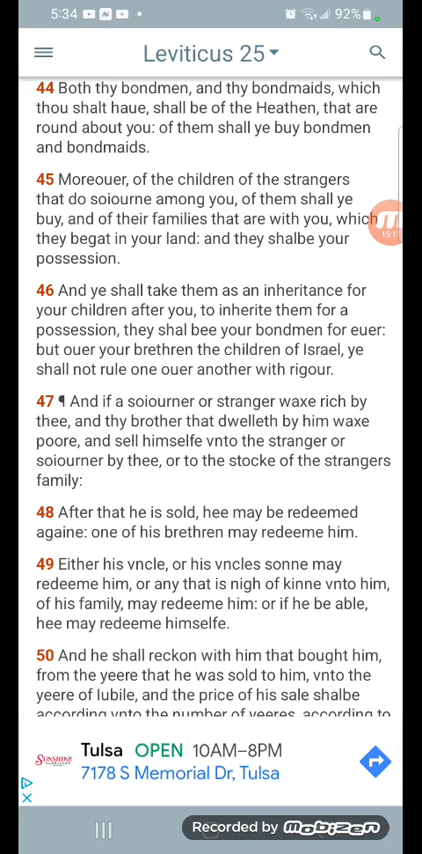 5:34 92%
Leviticus 25
44 Both thy bondmen, and thy bondmaids, which
thou shalt haue, shall be of the Heathen, that are
round about you: of them shall ye buy bondmen
and bondmaids.
45 Moreouer, of the children of the strangers
that do soiourne among you, of them shall ye
buy, and of their families that are with you, which
they begat in your land: and they shalbe your
possession.
46 And ye shall take them as an inheritance for
your children after you, to inherite them for a
possession, they shal bee your bondmen for euer:
but ouer your brethren the children of Israel, ye
shall not rule one ouer another with rigour.
47 ¶ And if a soiourner or stranger waxe rich by
thee, and thy brother that dwelleth by him waxe
poore, and sell himselfe vnto the stranger or
soiourner by thee, or to the stocke of the strangers
family:
48 After that he is sold, hee may be redeemed
againe: one of his brethren may redeeme him.
49 Either his vncle, or his vncles sonne may
redeeme him, or any that is nigh of kinne vnto him,
of his family, may redeeme him: or if he be able,
hee may redeeme himselfe.
50 And he shall reckon with him that bought him,
from the yeere that he was sold to him, vnto the
yeere of Iubile, and the price of his sale shalbe
according vnto the number of yeeres, according to
SUNSHINE
Tulsa OPEN 10AM–8PM
7178 S Memorial Dr, Tulsa
Recorded by mobizen